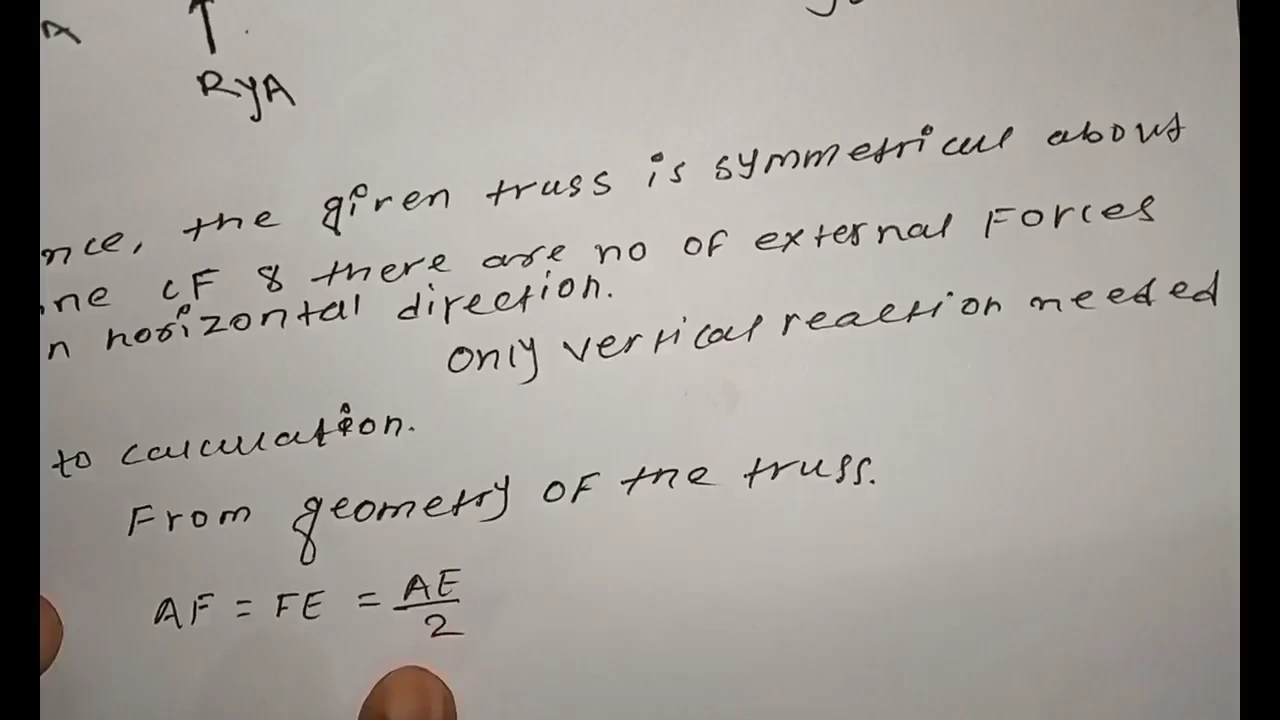 A
RyA
nce, the given truss is symmetrical about
ne CF & there are no of external Forces
n horizontal direction.
only vertical reaction needed
to calculation.
From geometry OF the truss.
AF = FE = AE/2